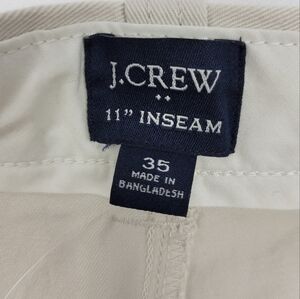 J.CREW
11" INSEAM
35
MADE IN
BANGLADESH